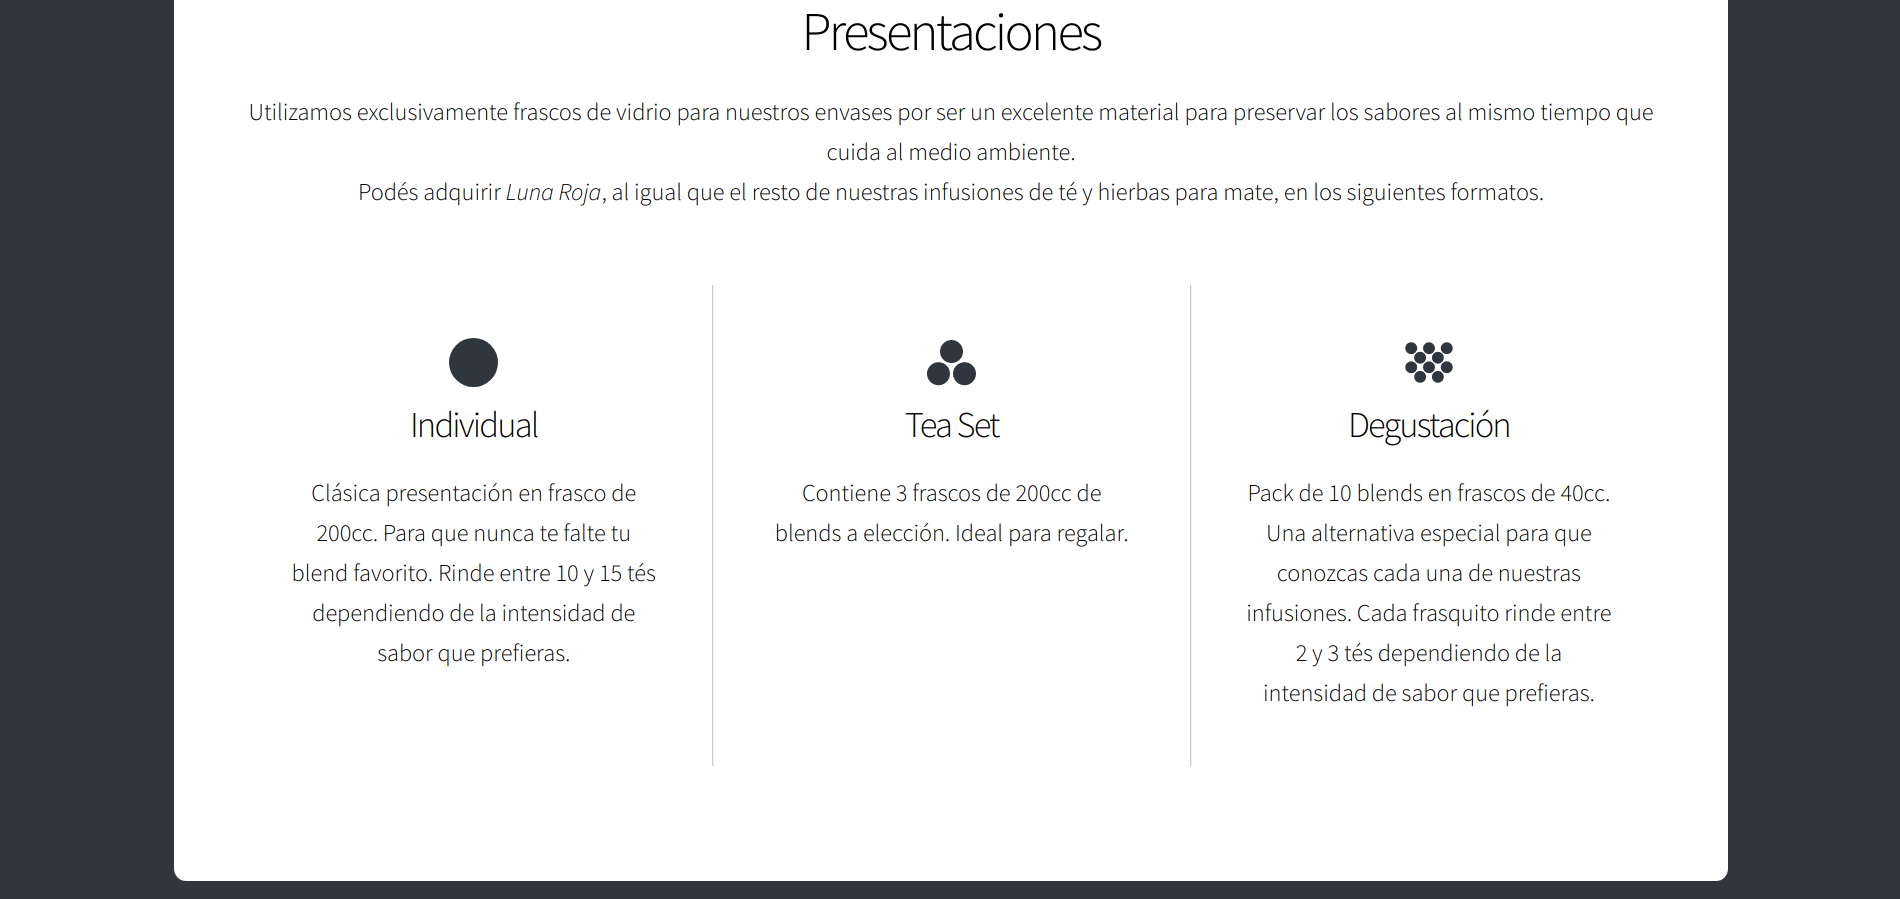 Presentaciones
Utilizamos exclusivamente frascos de vidrio para nuestros envases por ser un excelente material para preservar los sabores al mismo tiempo que
cuida al medio ambiente.
Podés adquirir Luna Roja, al igual que el resto de nuestras infusiones de té y hierbas para mate, en los siguientes formatos.
Individual
Clásica presentación en frasco de
200cc. Para que nunca te falte tu
blend favorito. Rinde entre 10 y 15 tés
dependiendo de la intensidad de
sabor que prefieras.
Tea Set
Contiene 3 frascos de 200cc de
blends a elección. Ideal para regalar.
Degustación
Pack de 10 blends en frascos de 40cc.
Una alternativa especial para que
conozcas cada una de nuestras
infusiones. Cada frasquito rinde entre
2 y 3 tés dependiendo de la
intensidad de sabor que prefieras.